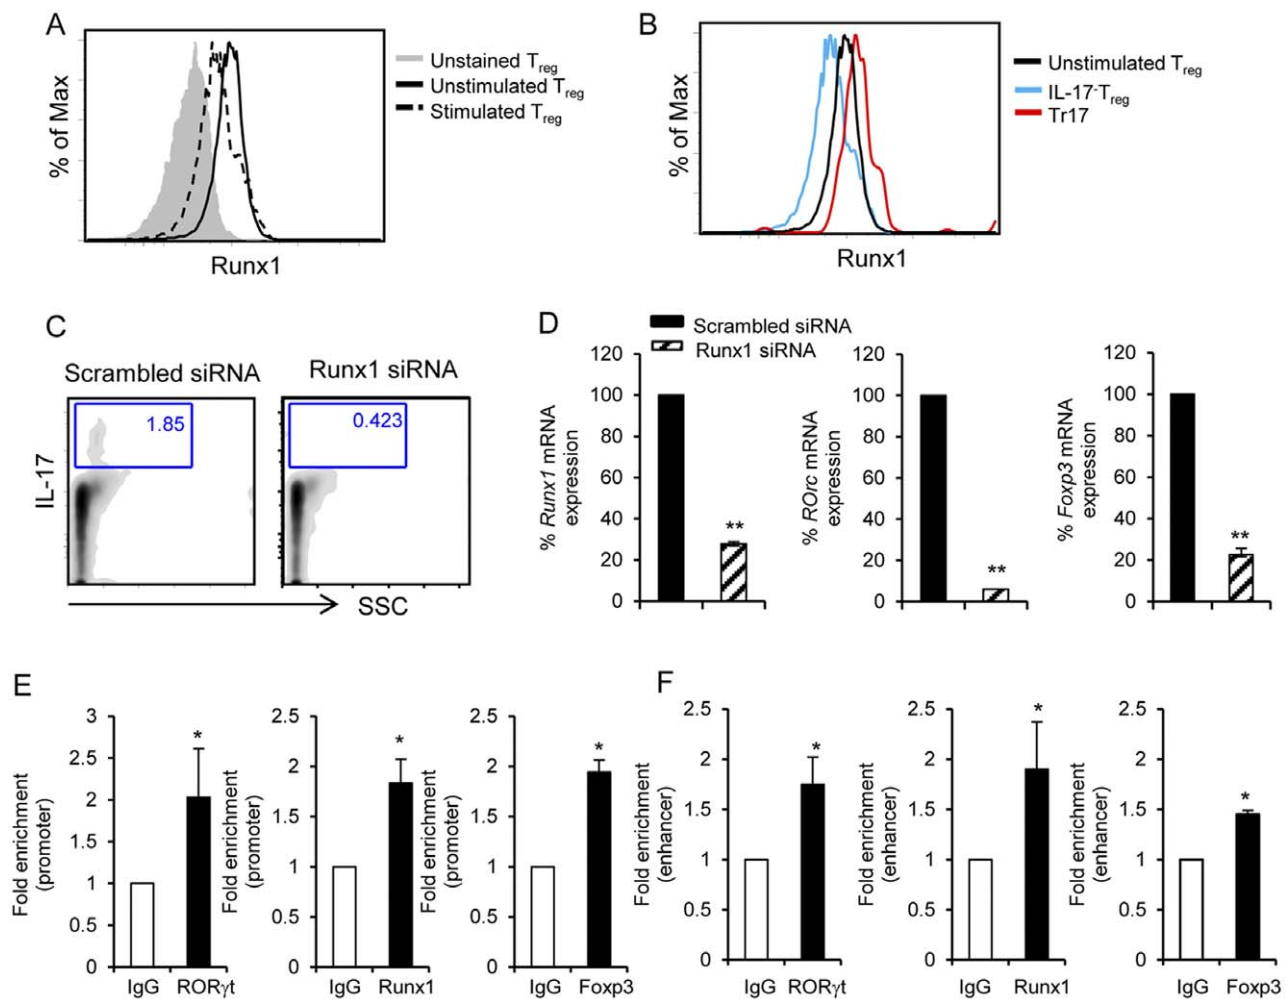 A
% of Max
Runx1
Unstained Treg
Unstimulated Treg
Stimulated Treg
B
% of Max
Runx1
Unstimulated Treg
IL-17-Treg
Tr17
C
Scrambled siRNA
Runx1 siRNA
1.85
0.423
IL-17
SSC
D
Scrambled siRNA
Runx1 siRNA
% Runx1 mRNA
expression
120
100
80
60
40
20
0
**
% ROrc mRNA
expression
120
100
80
60
40
20
0
**
% Foxp3 mRNA
expression
120
100
80
60
40
20
0
**
E
Fold enrichment
(promoter)
3
2.5
2
1.5
1
0.5
0
*
IgG RORγt
Fold enrichment
(promoter)
2.5
2
1.5
1
0.5
0
*
IgG Runx1
Fold enrichment
(promoter)
2.5
2
1.5
1
0.5
0
*
IgG Foxp3
F
Fold enrichment
(enhancer)
2.5
2
1.5
1
0.5
0
*
IgG RORγt
Fold enrichment
(enhancer)
2.5
2
1.5
1
0.5
0
*
IgG Runx1
Fold enrichment
(enhancer)
2.5
2
1.5
1
0.5
0
*
IgG Foxp3